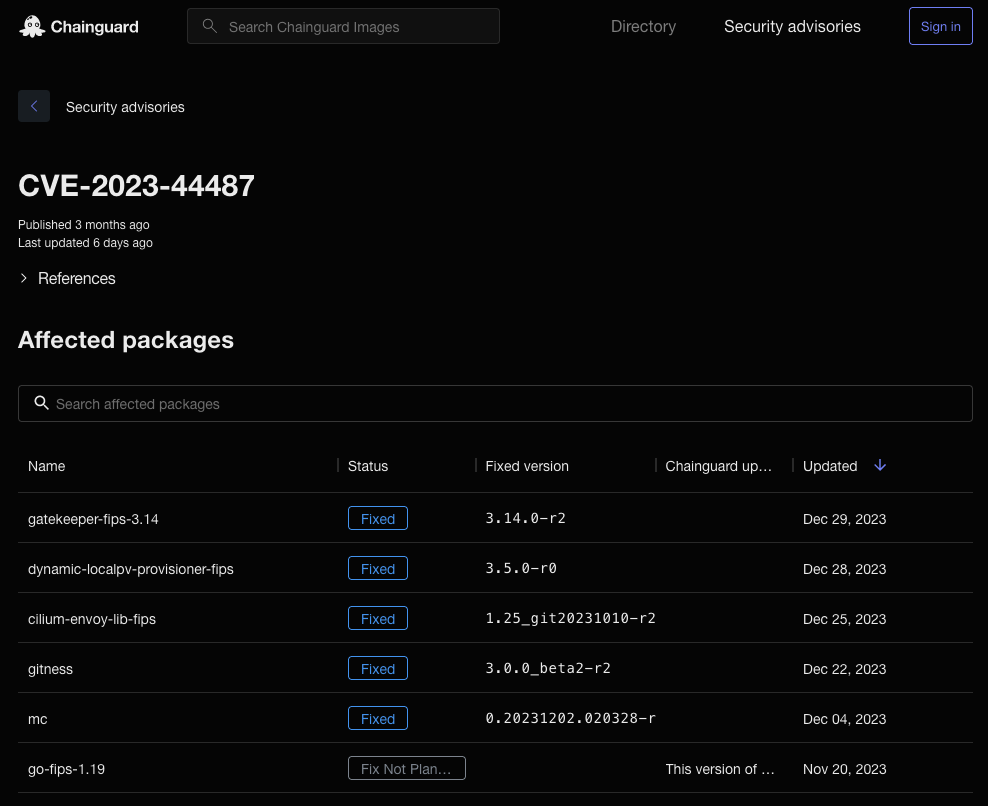 Chainguard Search Chainguard Images Directory Security advisories Sign in
Security advisories
CVE-2023-44487
Published 3 months ago
Last updated 6 days ago
References
Affected packages
Search affected packages
Name Status Fixed version Chainguard up... Updated
gatekeeper-fips-3.14 Fixed 3.14.0-r2 Dec 29, 2023
dynamic-localpv-provisioner-fips Fixed 3.5.0-r0 Dec 28, 2023
cilium-envoy-lib-fips Fixed 1.25_git20231010-r2 Dec 25, 2023
gitness Fixed 3.0.0_beta2-r2 Dec 22, 2023
mc Fixed 0.20231202.020328-r Dec 04, 2023
go-fips-1.19 Fix Not Plan... This version of ... Nov 20, 2023